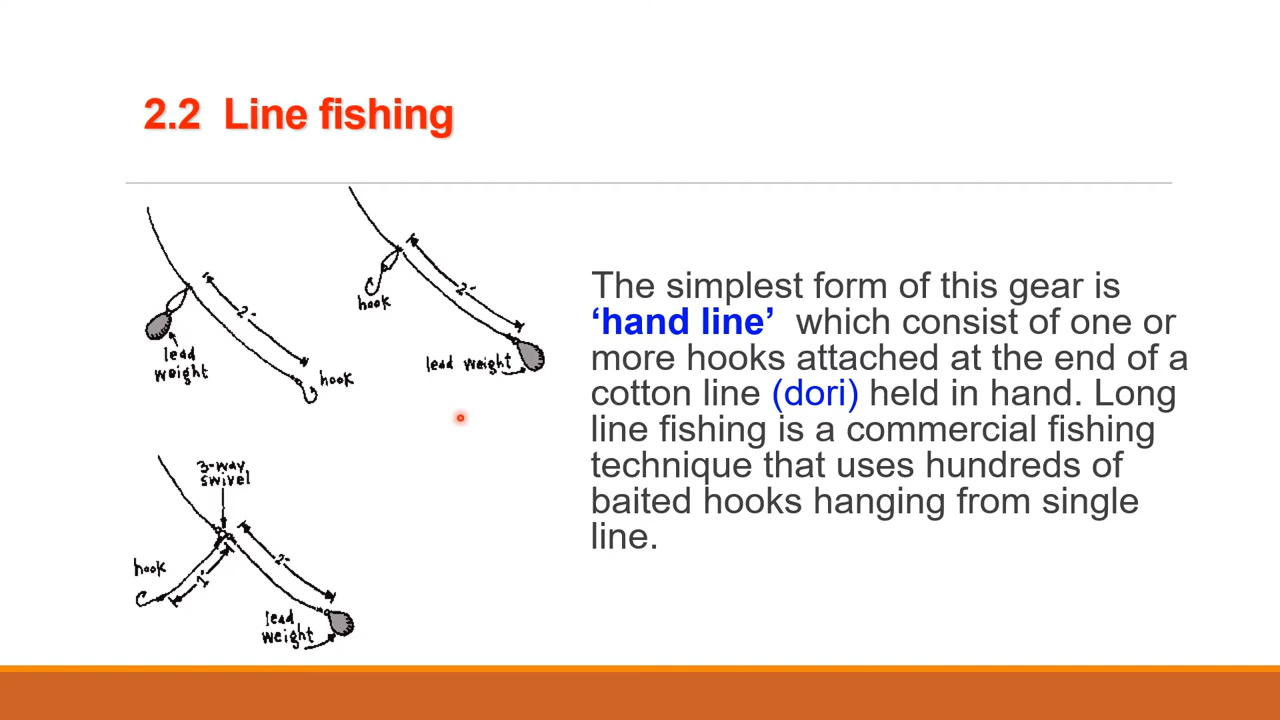 2.2 Line fishing
lead
weight
2'
hook
hook
2'
lead weight
3-way
swivel
hook
1'
2'
lead
weight
The simplest form of this gear is
‘hand line’ which consist of one or
more hooks attached at the end of a
cotton line (dori) held in hand. Long
line fishing is a commercial fishing
technique that uses hundreds of
baited hooks hanging from single
line.